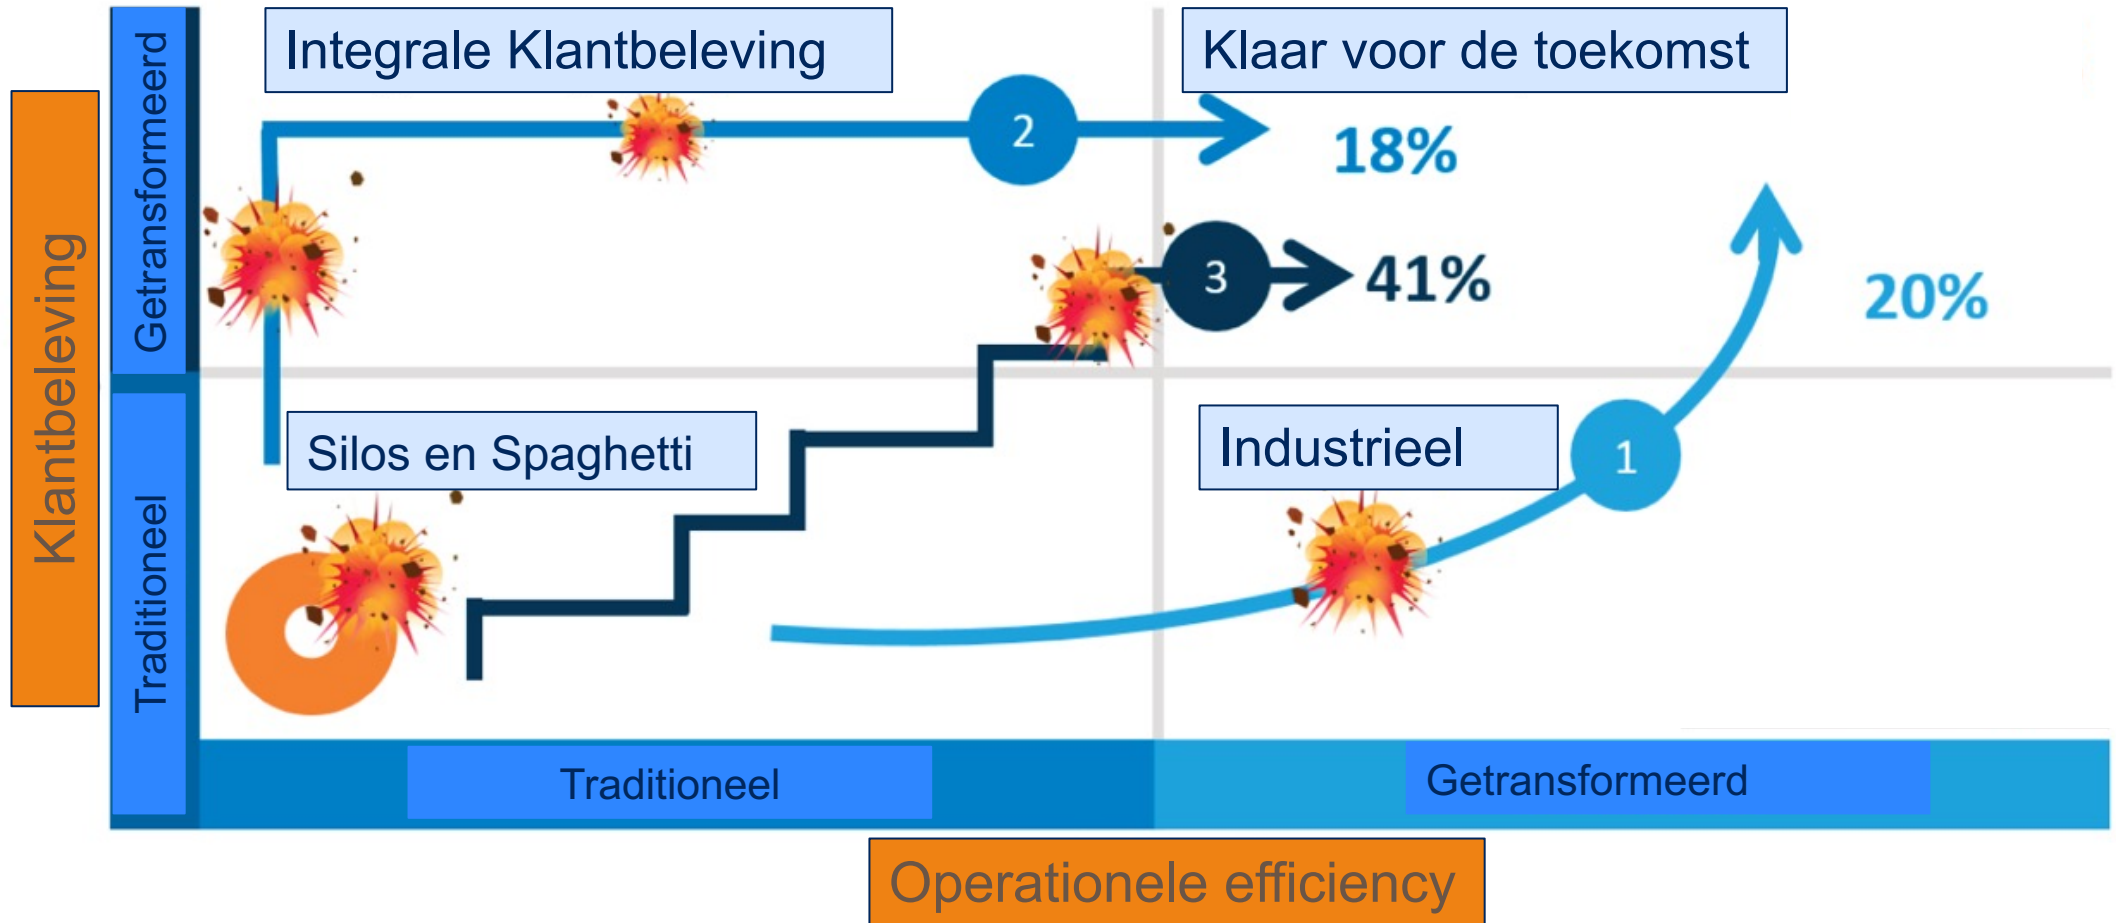 Integrale Klantbeleving
Klaar voor de toekomst
Getransformeerd
2
18%
Klantbeleving
3
41%
20%
Silos en Spaghetti
Industrieel
1
Traditioneel
Traditioneel
Getransformeerd
Operationele efficiency